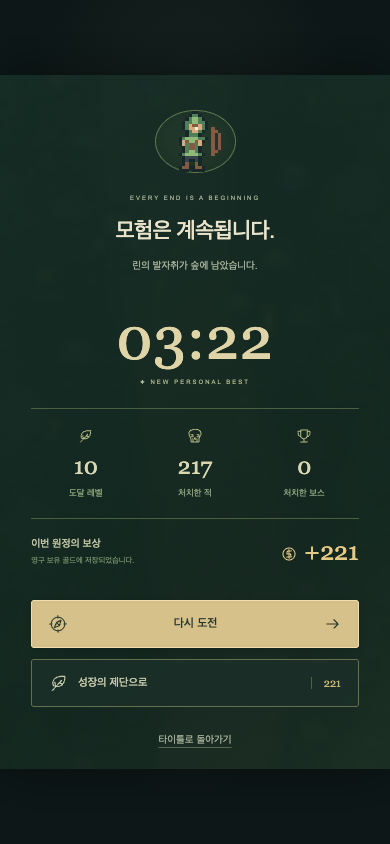 EVERY END IS A BEGINNING
모험은 계속됩니다.
린의 발자취가 숲에 남았습니다.
03:22
✦ NEW PERSONAL BEST
10
217
0
도달 레벨
처치한 적
처치한 보스
이번 원정의 보상
영구 보유 골드에 저장되었습니다.
+221
다시 도전
성장의 제단으로
221
타이틀로 돌아가기